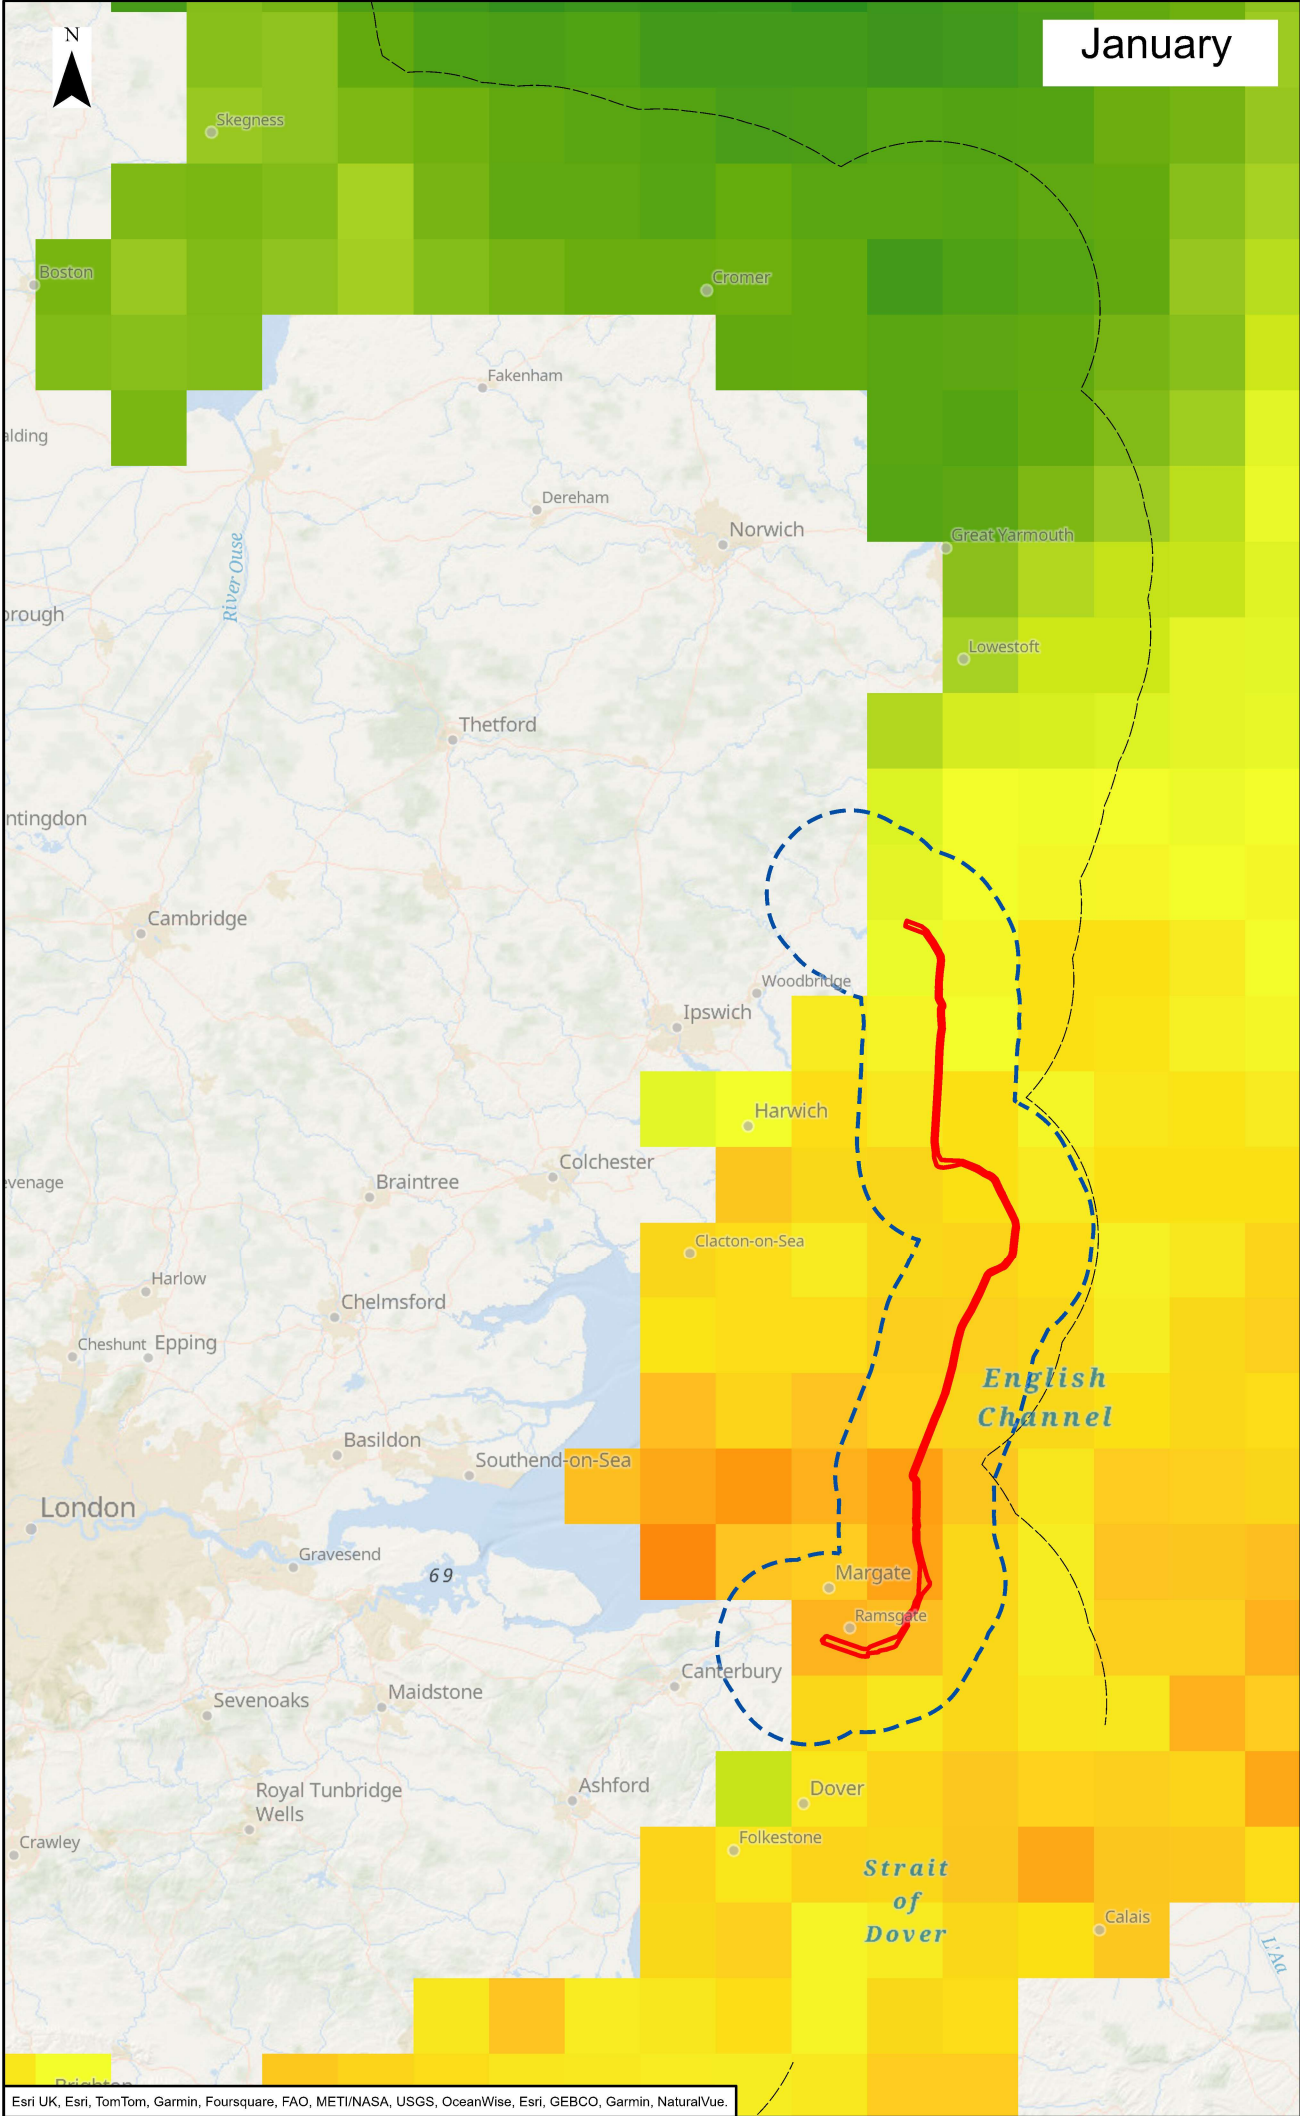 January
N
Skegness
Boston
Cromer
Fakenham
alding
Dereham
Norwich
Great Yarmouth
River Ouse
orough
Lowestoft
Thetford
ntingdon
Cambridge
Woodbridge
Ipswich
Harwich
Colchester
evenage
Braintree
Clacton-on-Sea
Harlow
Chelmsford
Cheshunt
Epping
English
Channel
Basildon
Southend-on-Sea
London
Gravesend
69
Margate
Ramsgate
Canterbury
Sevenoaks
Maidstone
Royal Tunbridge
Wells
Ashford
Dover
Crawley
Folkestone
Strait
of
Dover
Calais
L'Aa
Brighton
Esri UK, Esri, TomTom, Garmin, Foursquare, FAO, METI/NASA, USGS, OceanWise, Esri, GEBCO, Garmin, NaturalVue.